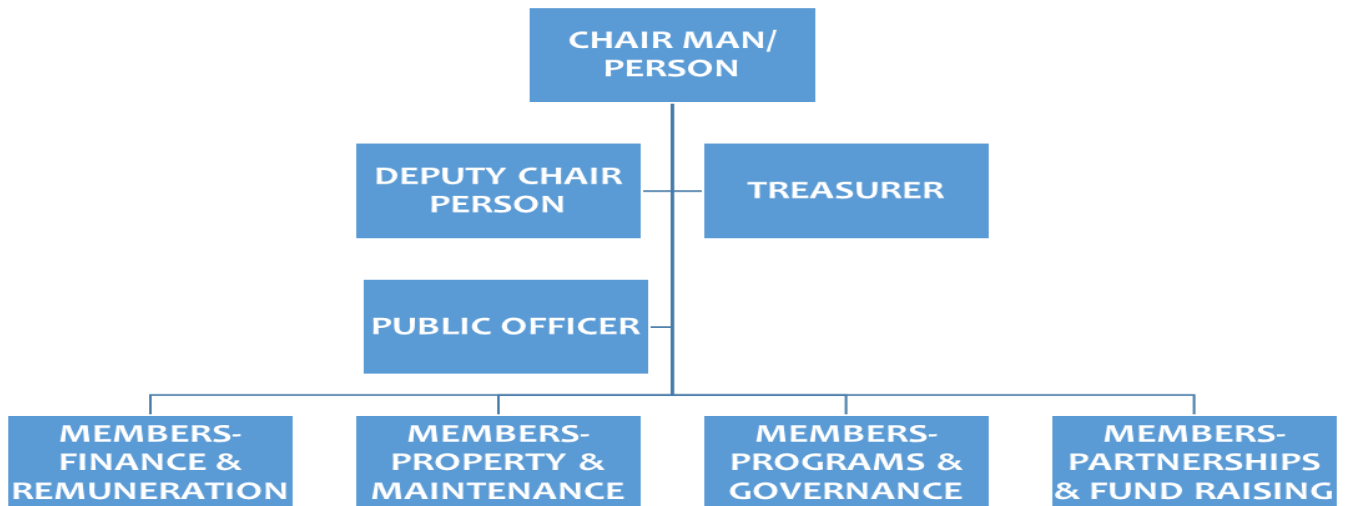 CHAIR MAN/
PERSON
DEPUTY CHAIR
PERSON
TREASURER
PUBLIC OFFICER
MEMBERS-
FINANCE &
REMUNERATION
MEMBERS-
PROPERTY &
MAINTENANCE
MEMBERS-
PROGRAMS &
GOVERNANCE
MEMBERS-
PARTNERSHIPS
& FUND RAISING